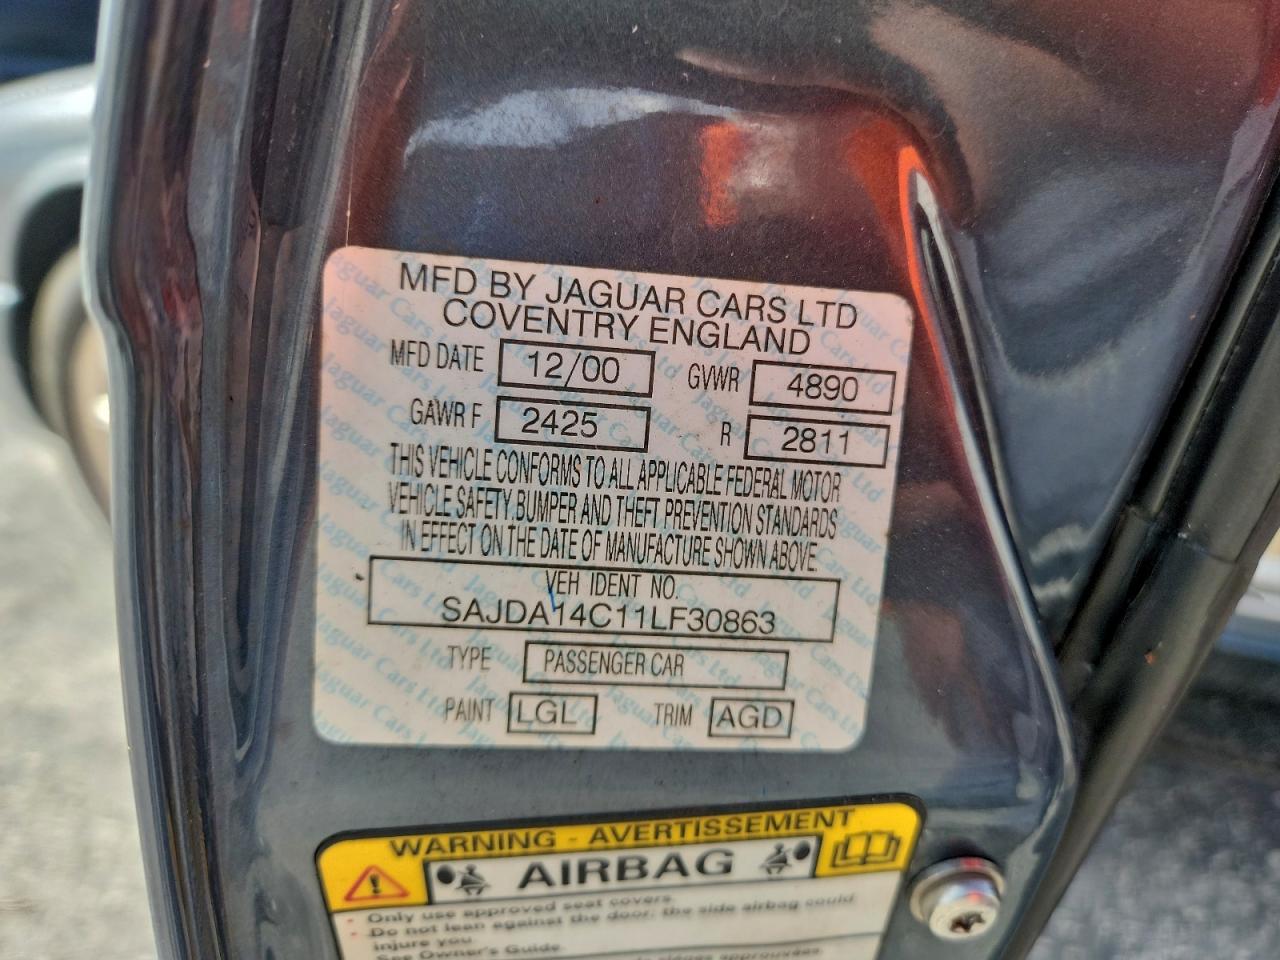 MFD BY JAGUAR CARS LTD
COVENTRY ENGLAND
MFD DATE 12/00 GVWR 4890
GAWR F 2425 R 2811
THIS VEHICLE CONFORMS TO ALL APPLICABLE FEDERAL MOTOR
VEHICLE SAFETY BUMPER AND THEFT PREVENTION STANDARDS
IN EFFECT ON THE DATE OF MANUFACTURE SHOWN ABOVE
VEH IDENT NO.
SAJDA14C11LF30863
TYPE PASSENGER CAR
PAINT LGL TRIM AGD
WARNING - AVERTISSEMENT
AIRBAG
• Only use approved seat covers.
• Do not lean against the door: the side airbag could
injure you.
See Owner's Guide.